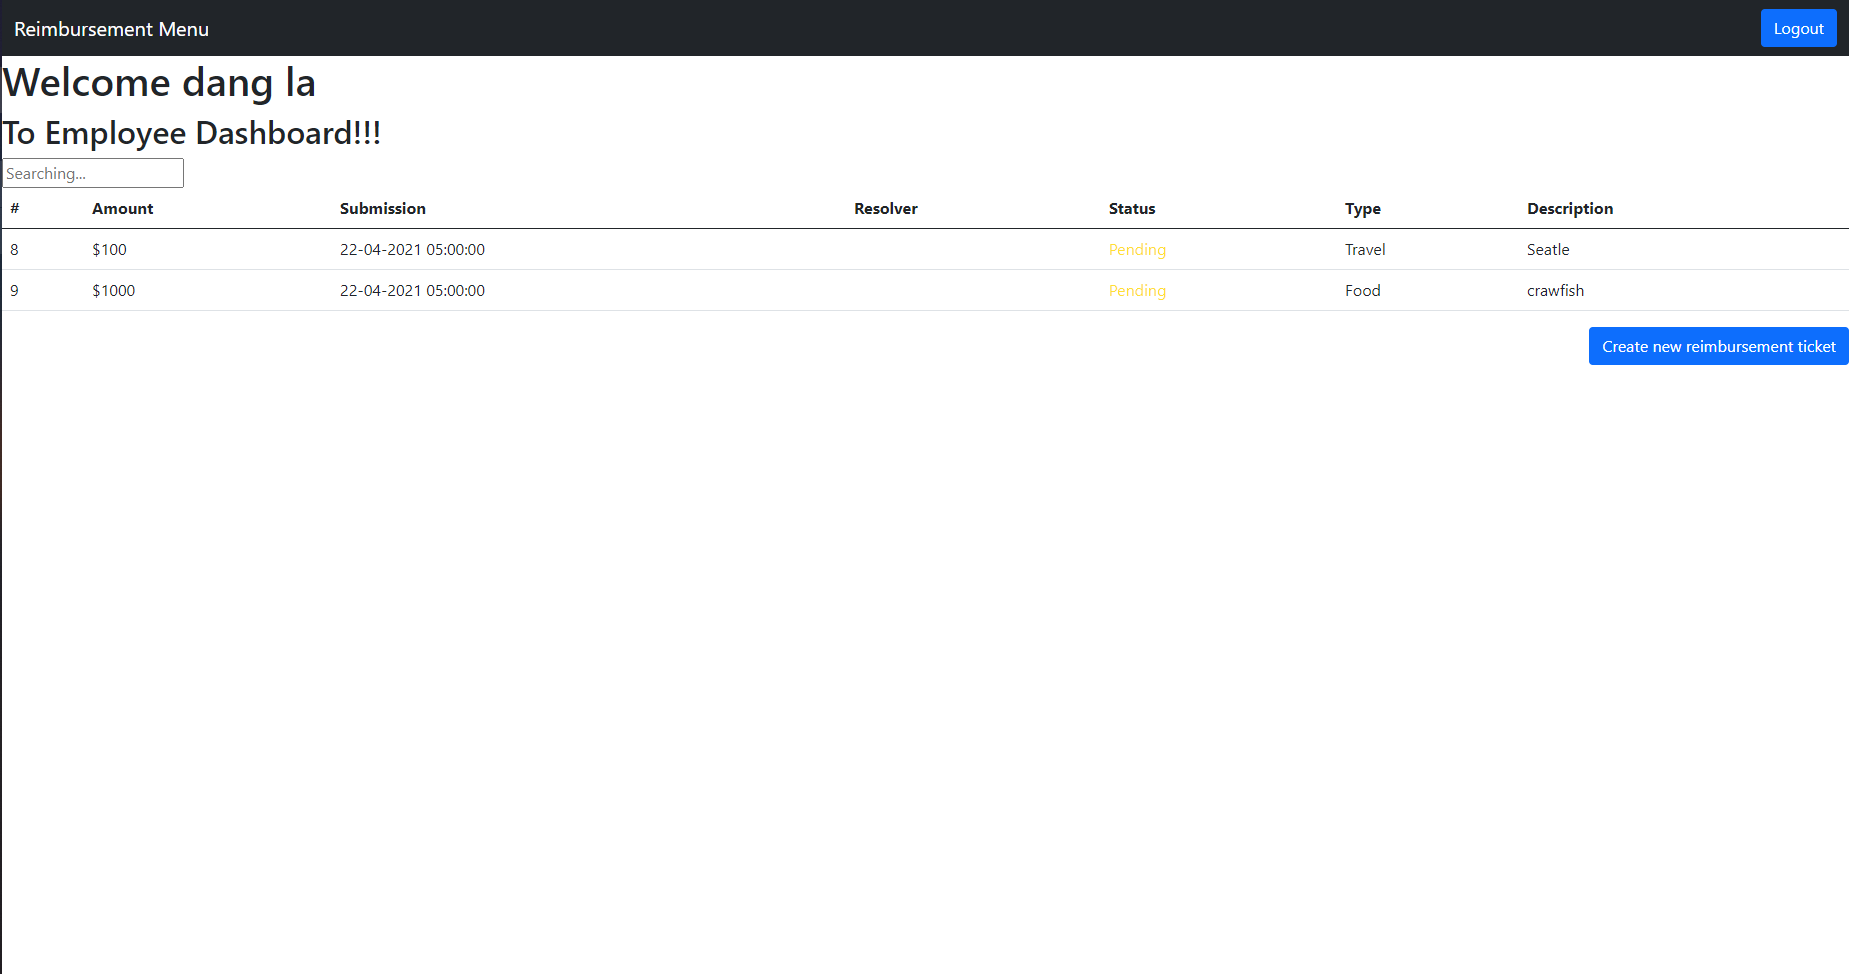 Reimbursement Menu Logout
Welcome dang la
To Employee Dashboard!!!
Searching...
# Amount Submission Resolver Status Type Description
8 $100 22-04-2021 05:00:00 Pending Travel Seatle
9 $1000 22-04-2021 05:00:00 Pending Food crawfish
Create new reimbursement ticket